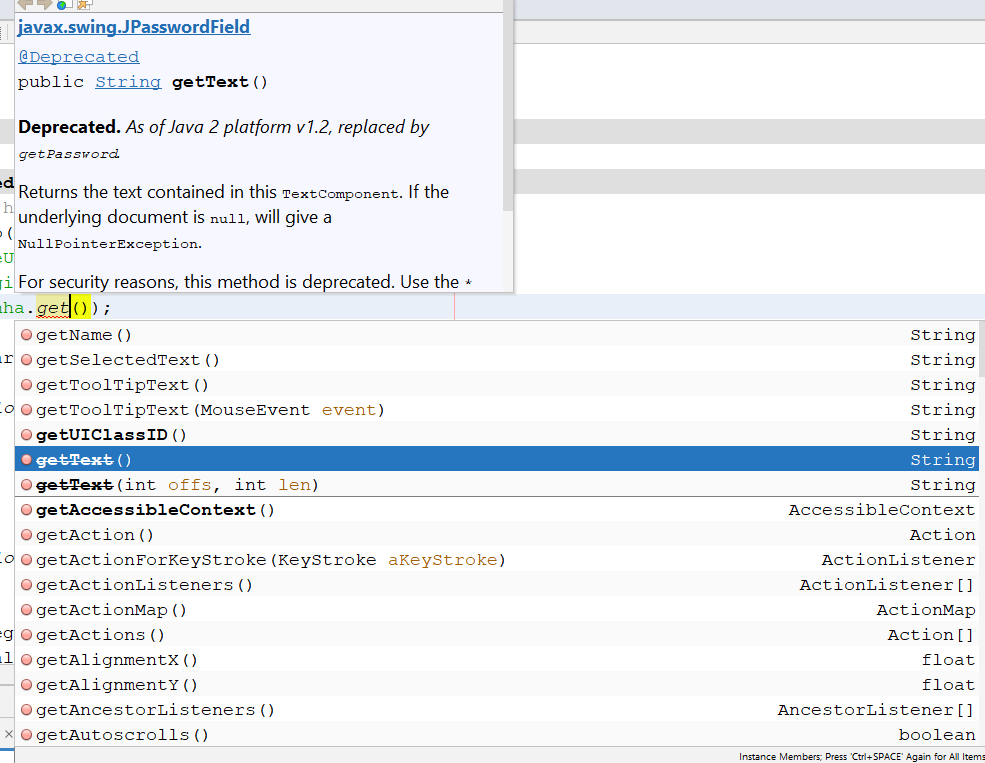 javax.swing.JPasswordField
@Deprecated
public String getText()
Deprecated. As of Java 2 platform v1.2, replaced by
getPassword.
Returns the text contained in this TextComponent. If the
underlying document is null, will give a
NullPointerException.
For security reasons, this method is deprecated. Use the *
ha.get());
getName() String
getSelectedText() String
getToolTipText() String
getToolTipText(MouseEvent event) String
getUIClassID() String
getText() String
getText(int offs, int len) String
getAccessibleContext() AccessibleContext
getAction() Action
getActionForKeyStroke(KeyStroke aKeyStroke) ActionListener
getActionListeners() ActionListener[]
getActionMap() ActionMap
getActions() Action[]
getAlignmentX() float
getAlignmentY() float
getAncestorListeners() AncestorListener[]
getAutoscrolls() boolean
Instance Members; Press 'Ctrl+SPACE' Again for All Items